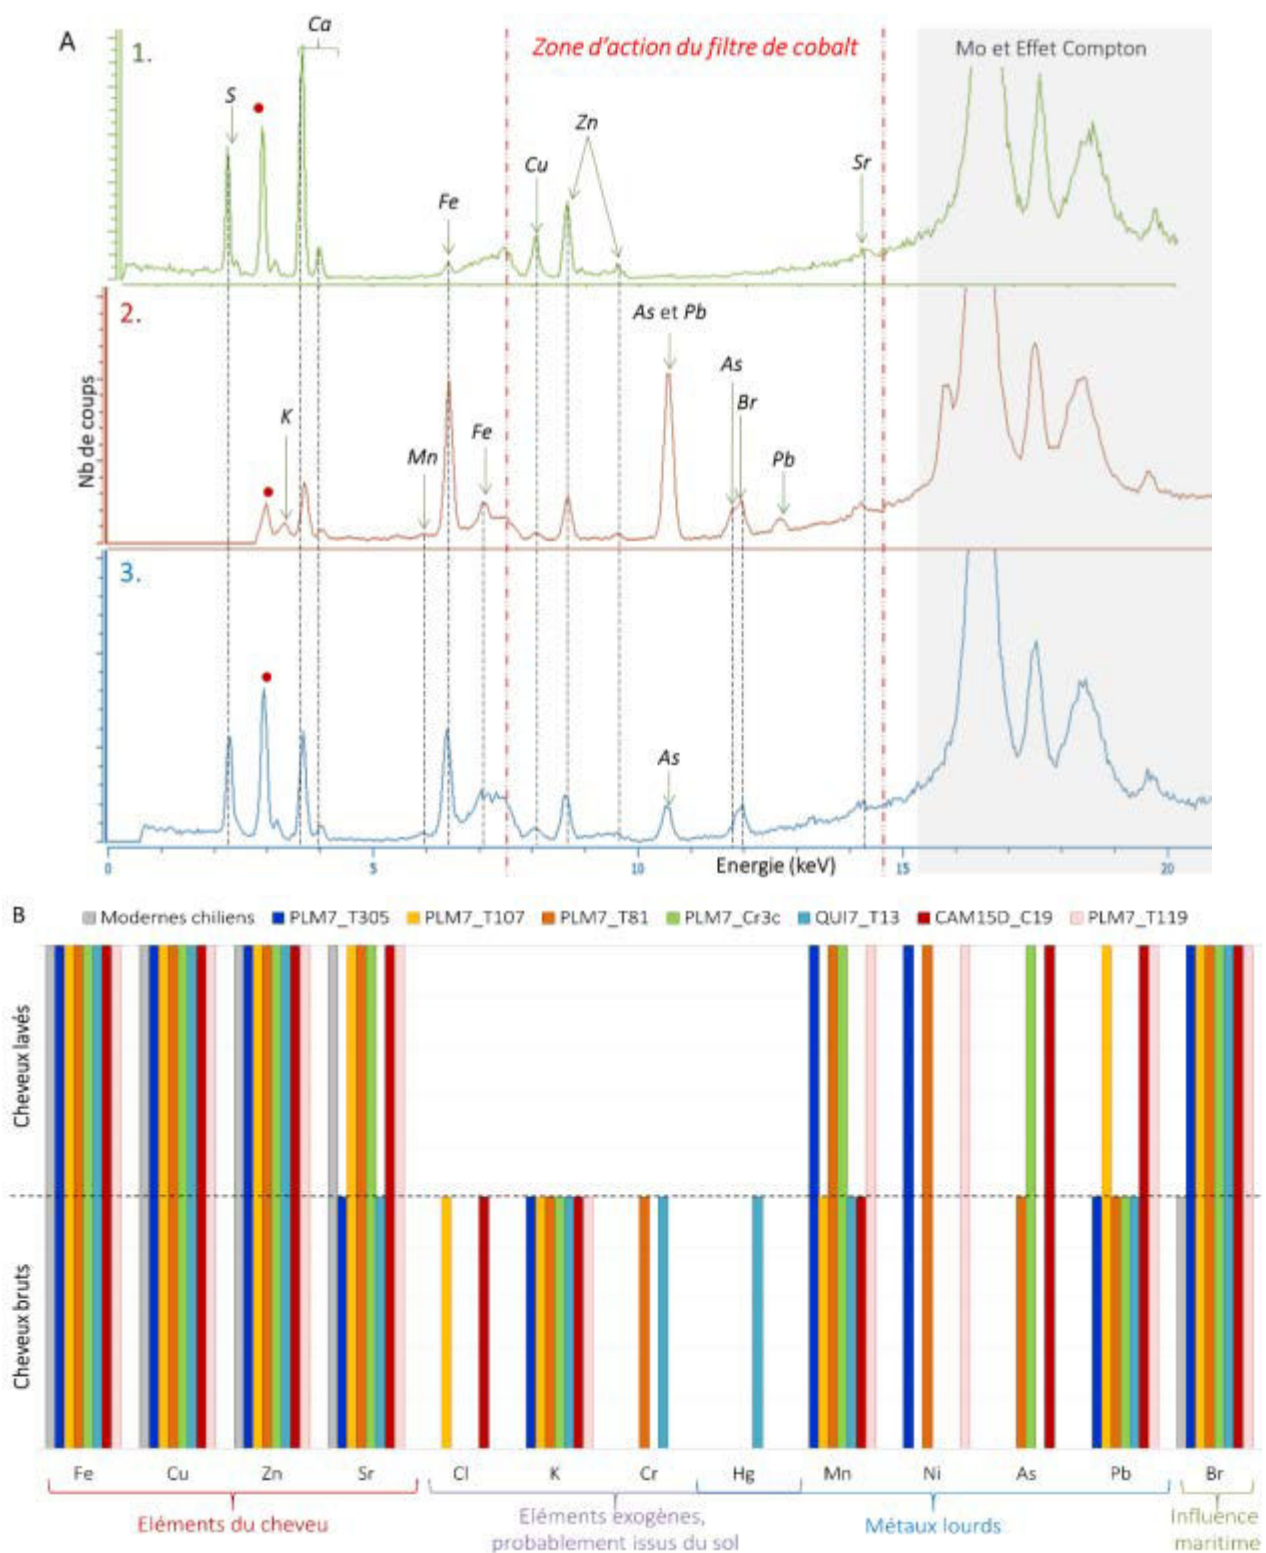 A
1.
Ca
Zone d'action du filtre de cobalt
Mo et Effet Compton
S
Zn
Cu
Sr
Fe
2.
As et Pb
As
Br
K
Fe
Mn
Pb
Nb de coups
3.
As
0
5
10
Energie (keV)
15
20
B
Modernes chiliens PLM7_T305 PLM7_T107 PLM7_T81 PLM7_Cr3c QUI7_T13 CAM15D_C19 PLM7_T119
Cheveux lavés
Cheveux bruts
Fe Cu Zn Sr Cl K Cr Hg Mn Ni As Pb Br
Eléments du cheveu
Eléments exogènes,
probablement issus du sol
Métaux lourds
Influence
maritime